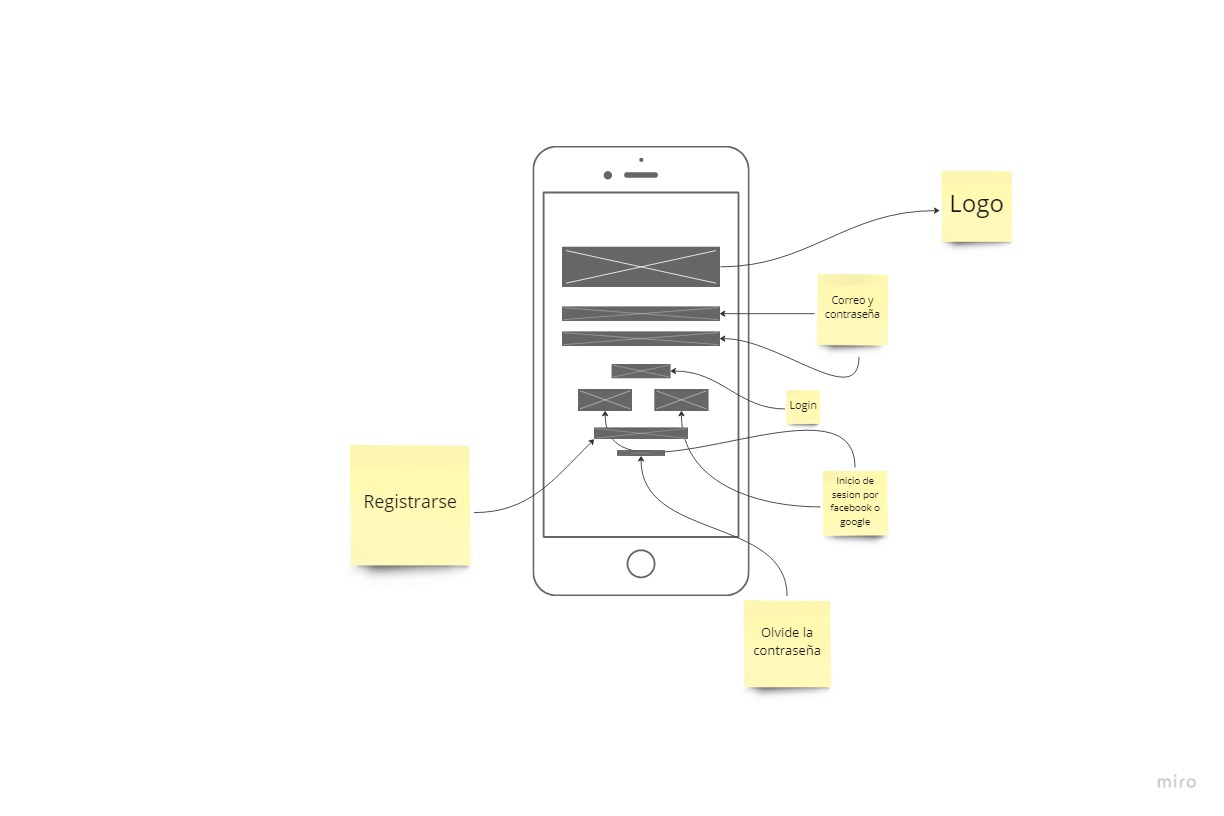 Logo
Correo y
contraseña
Login
Registrarse
Inicio de
sesion por
facebook o
google
Olvide la
contraseña
miro